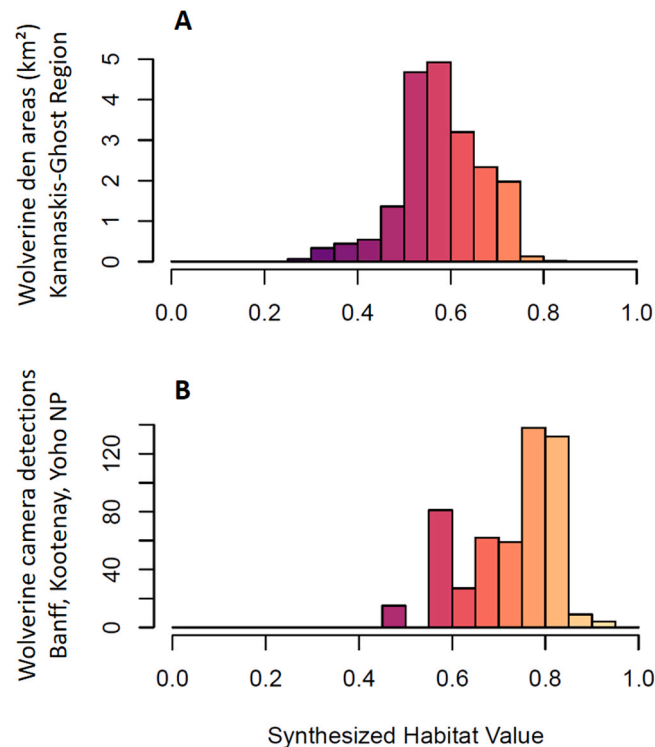 A
Wolverine den areas (km²)
Kananaskis-Ghost Region
5
4
3
2
1
0
0.0 0.2 0.4 0.6 0.8 1.0
B
Wolverine camera detections
Banff, Kootenay, Yoho NP
120
80
40
0
0.0 0.2 0.4 0.6 0.8 1.0
Synthesized Habitat Value